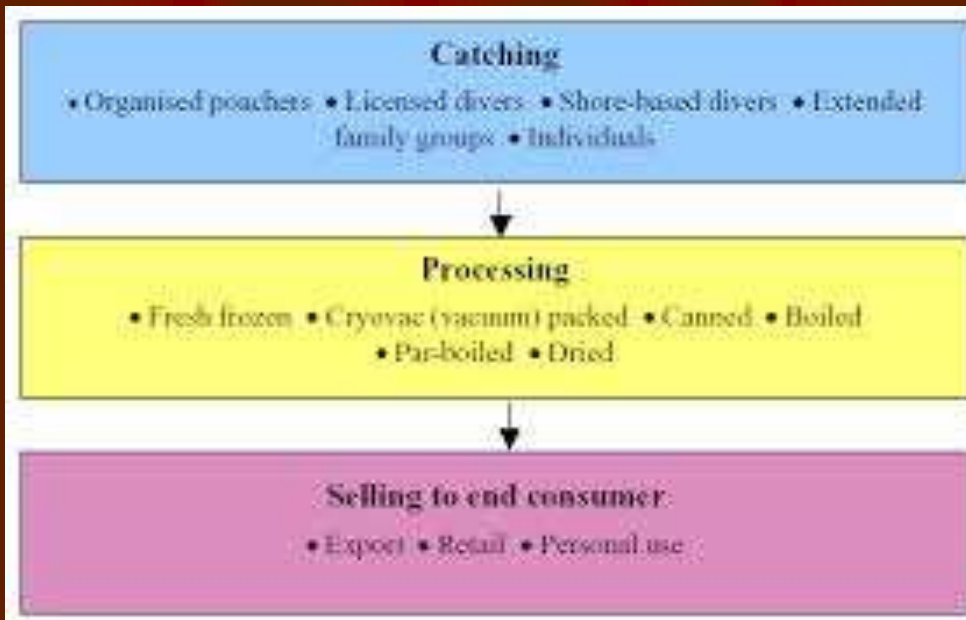 Catching
• Organised poachers • Licensed divers • Shore-based divers • Extended
family groups • Individuals
Processing
• Fresh frozen • Cryovac (vacuum) packed • Canned • Boiled
• Par-boiled • Dried
Selling to end consumer
• Export • Retail • Personal use